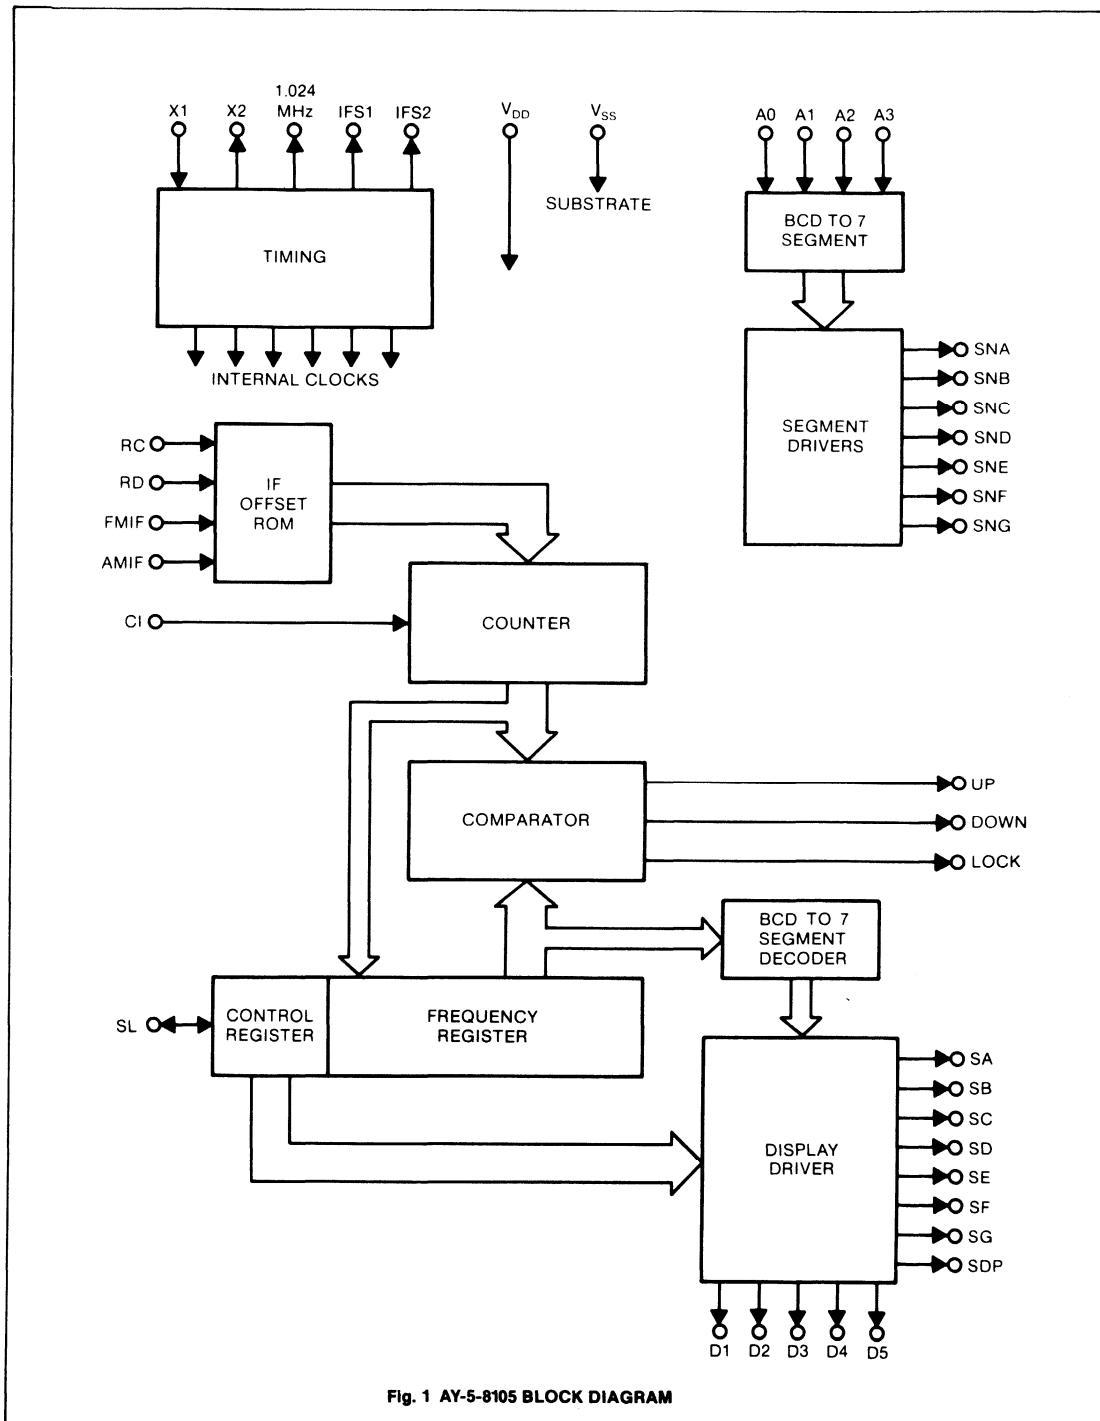 1.024
X1 X2 MHz IFS1 IFS2 VDD VSS A0 A1 A2 A3
SUBSTRATE
BCD TO 7
SEGMENT
TIMING
INTERNAL CLOCKS
SEGMENT
DRIVERS
SNA
SNB
SNC
SND
SNE
SNF
SNG
RC
RD
FMIF
AMIF
IF
OFFSET
ROM
CI
COUNTER
COMPARATOR
UP
DOWN
LOCK
BCD TO 7
SEGMENT
DECODER
SL
CONTROL
REGISTER
FREQUENCY
REGISTER
DISPLAY
DRIVER
SA
SB
SC
SD
SE
SF
SG
SDP
D1 D2 D3 D4 D5
Fig. 1 AY-5-8105 BLOCK DIAGRAM